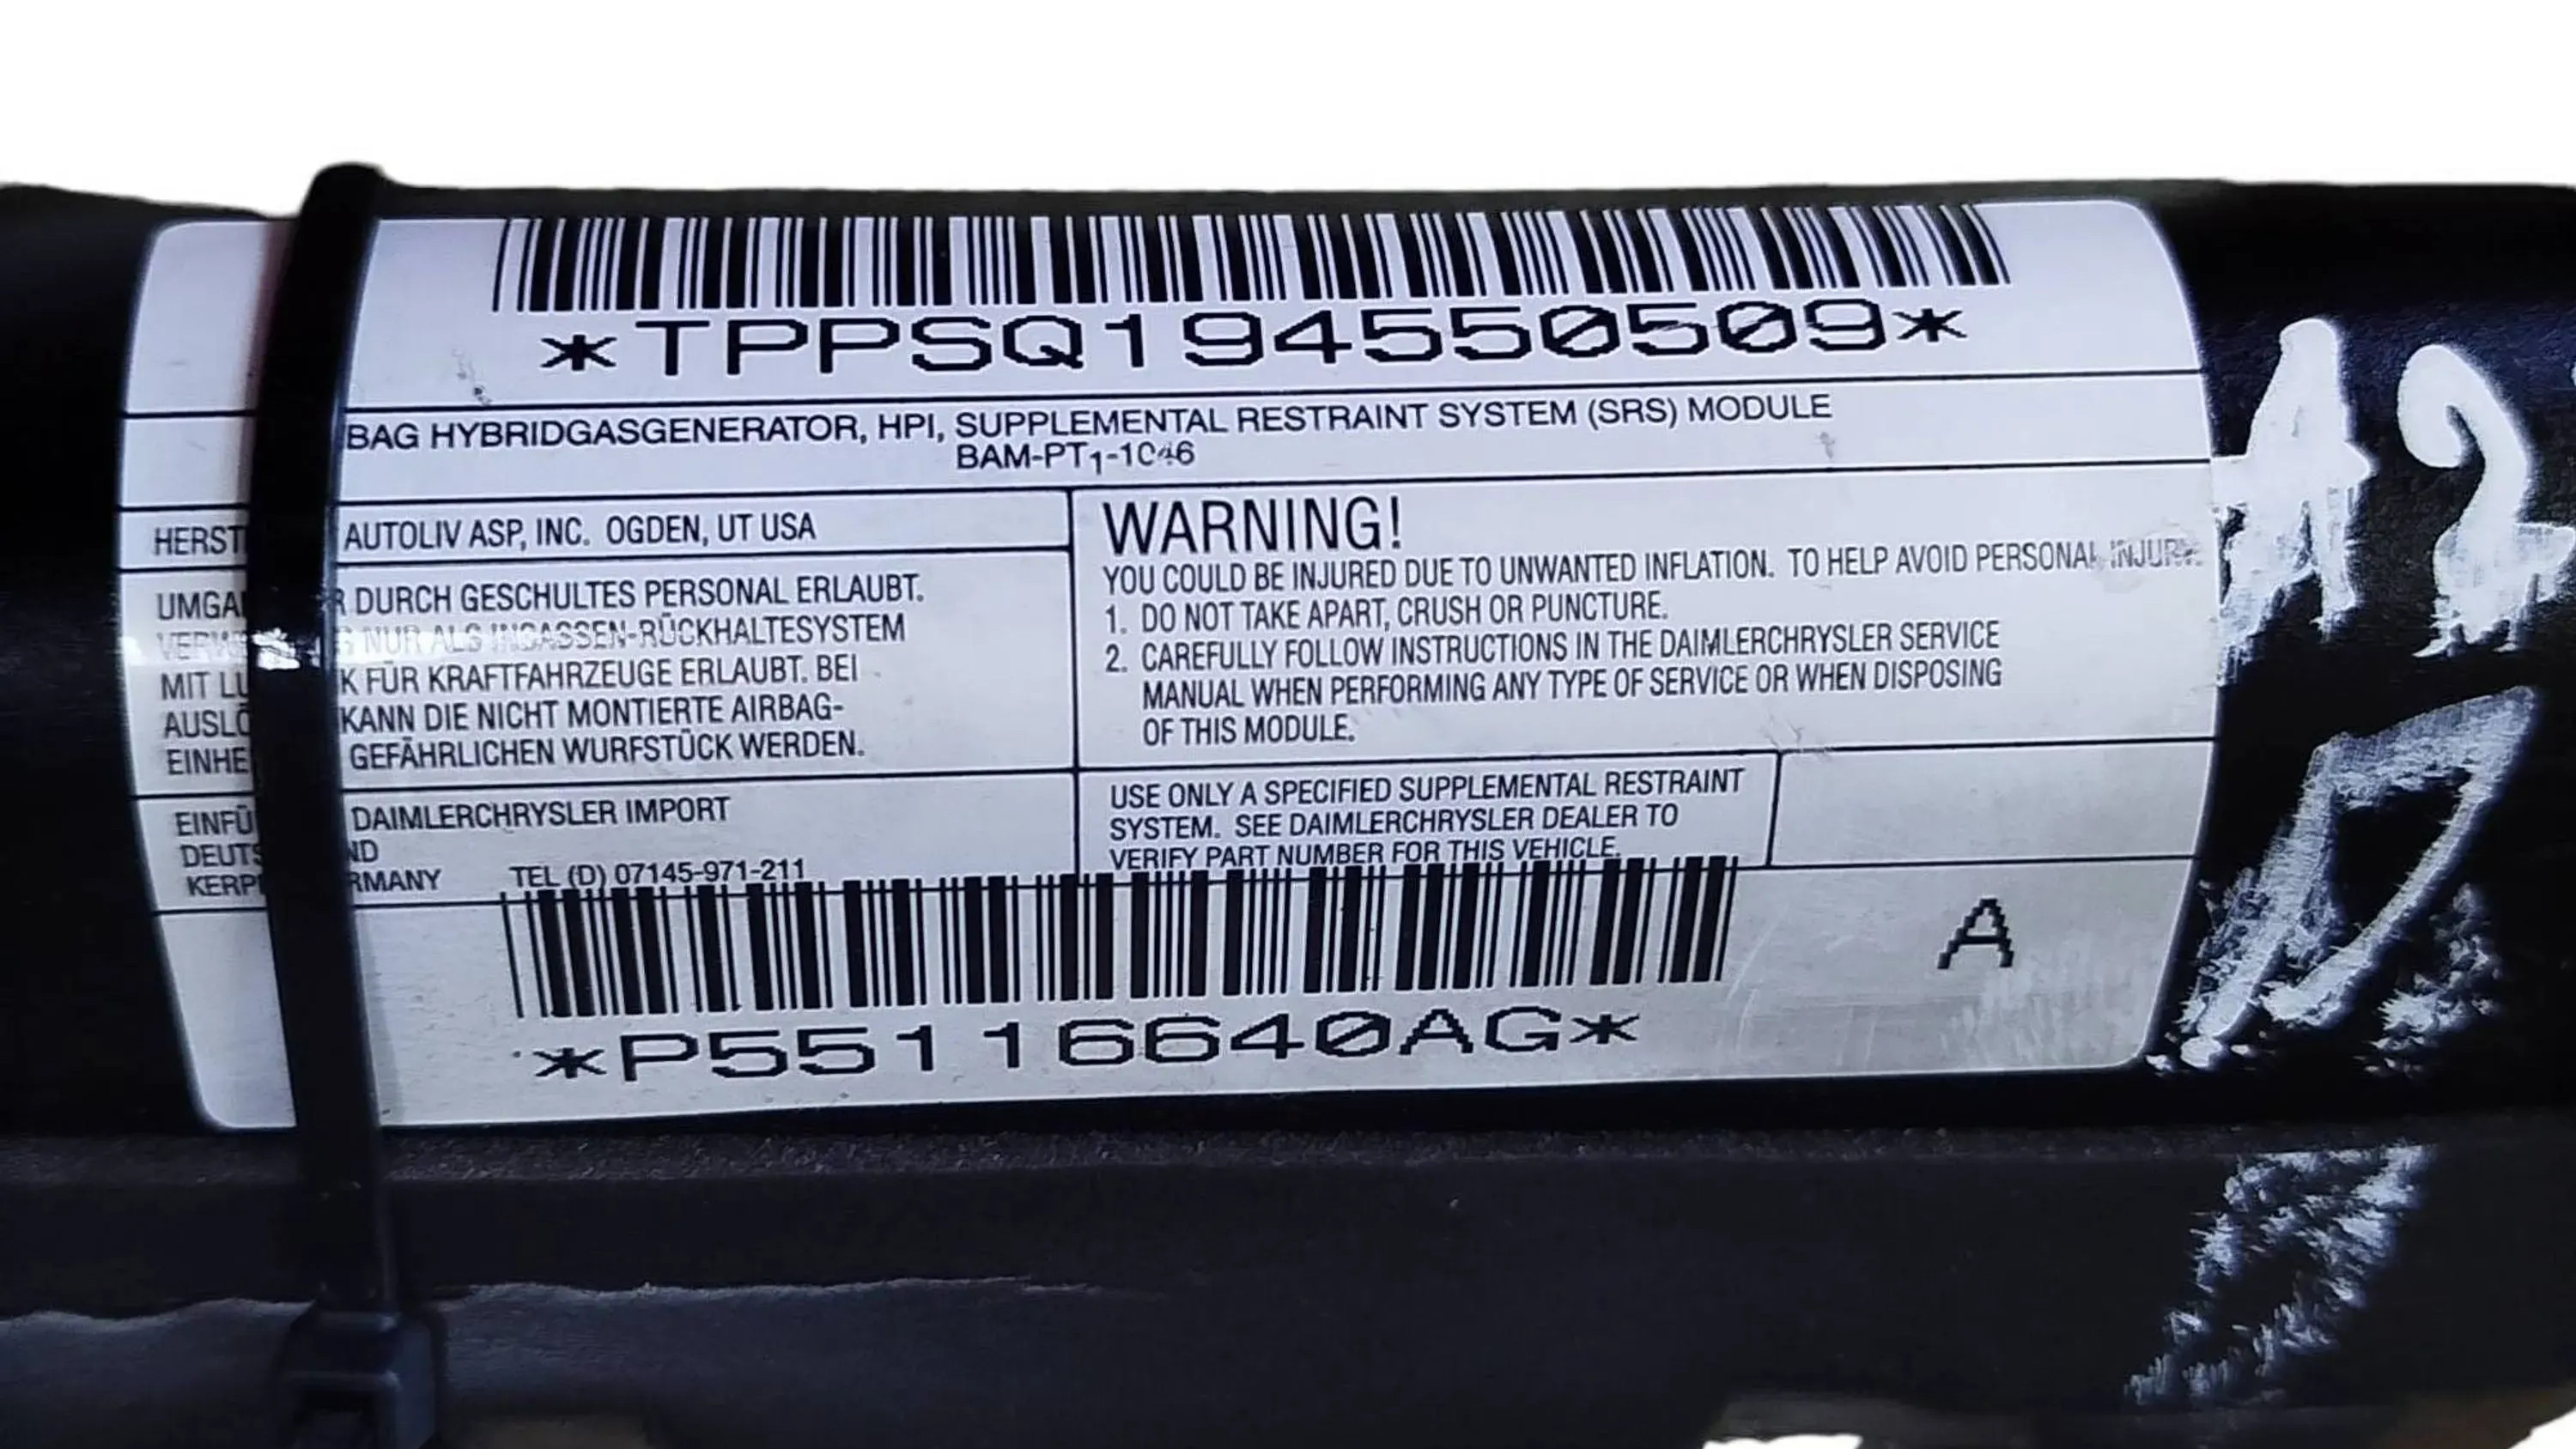 *TPPSQ194550509*
BAG HYBRIDGASGENERATOR, HPI, SUPPLEMENTAL RESTRAINT SYSTEM (SRS) MODULE
BAM-PT1-1046
HERST AUTOLIV ASP, INC. OGDEN, UT USA
UMGA R DURCH GESCHULTES PERSONAL ERLAUBT.
VERW G NUR ALS INSASSEN-RÜCKHALTESYSTEM
MIT LU K FÜR KRAFTFAHRZEUGE ERLAUBT. BEI
AUSLÖ KANN DIE NICHT MONTIERTE AIRBAG-
EINHE GEFÄHRLICHEN WURFSTÜCK WERDEN.
EINFÜ DAIMLERCHRYSLER IMPORT
DEUTS ND
KERP RMANY TEL (D) 07145-971-211
WARNING!
YOU COULD BE INJURED DUE TO UNWANTED INFLATION. TO HELP AVOID PERSONAL INJURY.
1. DO NOT TAKE APART, CRUSH OR PUNCTURE.
2. CAREFULLY FOLLOW INSTRUCTIONS IN THE DAIMLERCHRYSLER SERVICE
MANUAL WHEN PERFORMING ANY TYPE OF SERVICE OR WHEN DISPOSING
OF THIS MODULE.
USE ONLY A SPECIFIED SUPPLEMENTAL RESTRAINT
SYSTEM. SEE DAIMLERCHRYSLER DEALER TO
VERIFY PART NUMBER FOR THIS VEHICLE.
A
*P55116640AG*